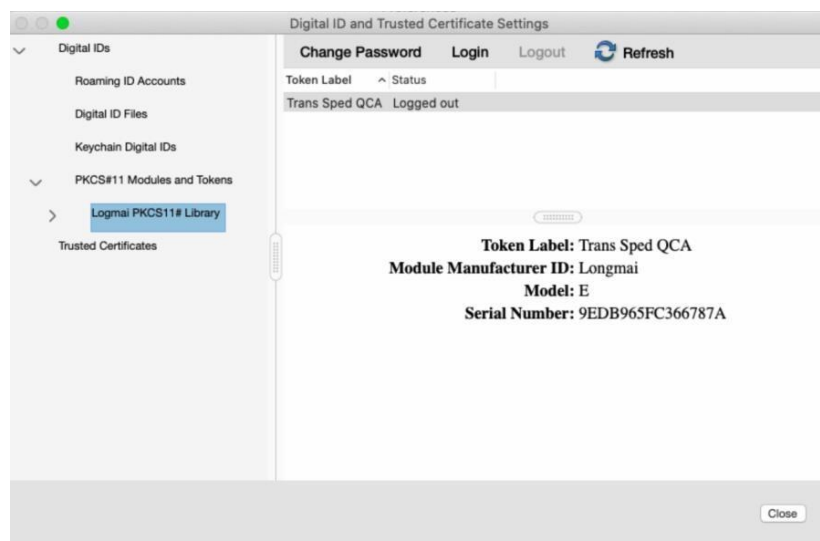 Digital ID and Trusted Certificate Settings
Digital IDs
Roaming ID Accounts
Digital ID Files
Keychain Digital IDs
PKCS#11 Modules and Tokens
Logmai PKCS11# Library
Trusted Certificates
Change Password Login Logout Refresh
Token Label Status
Trans Sped QCA Logged out
Token Label: Trans Sped QCA
Module Manufacturer ID: Longmai
Model: E
Serial Number: 9EDB965FC366787A
Close